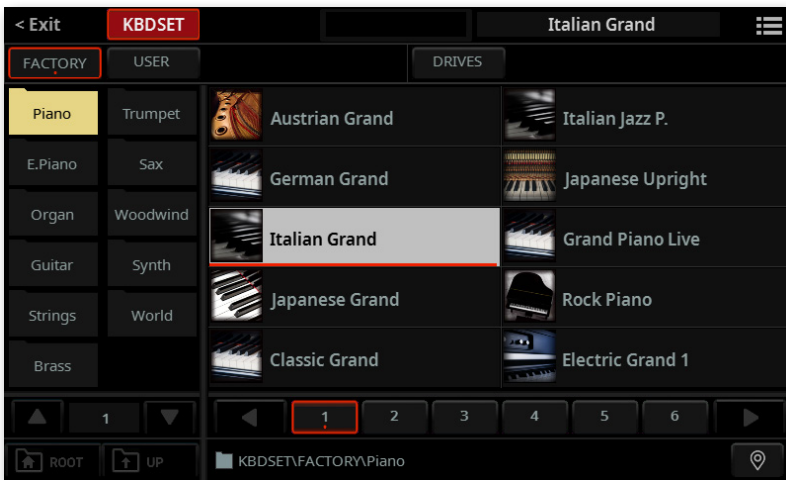 < Exit KBDSET Italian Grand
FACTORY USER DRIVES
Piano Trumpet Austrian Grand Italian Jazz P.
E.Piano Sax German Grand Japanese Upright
Organ Woodwind Italian Grand Grand Piano Live
Guitar Synth Japanese Grand Rock Piano
Strings World Classic Grand Electric Grand 1
Brass
1 1 2 3 4 5 6
ROOT UP KBDSET\FACTORY\Piano